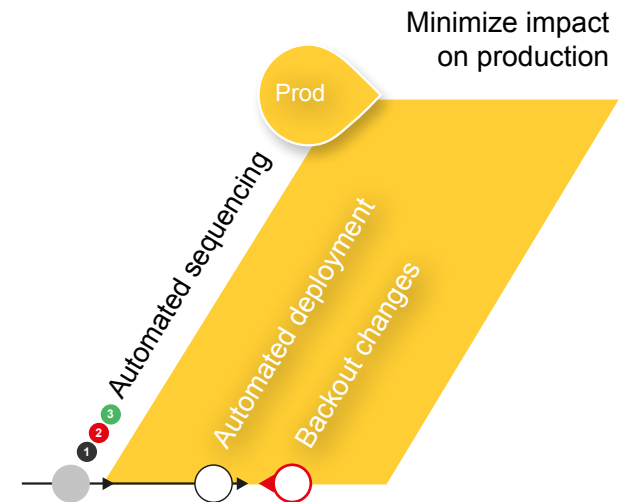 Minimize impact
on production
Prod
Automated sequencing
Automated deployment
Backout changes
3
2
1